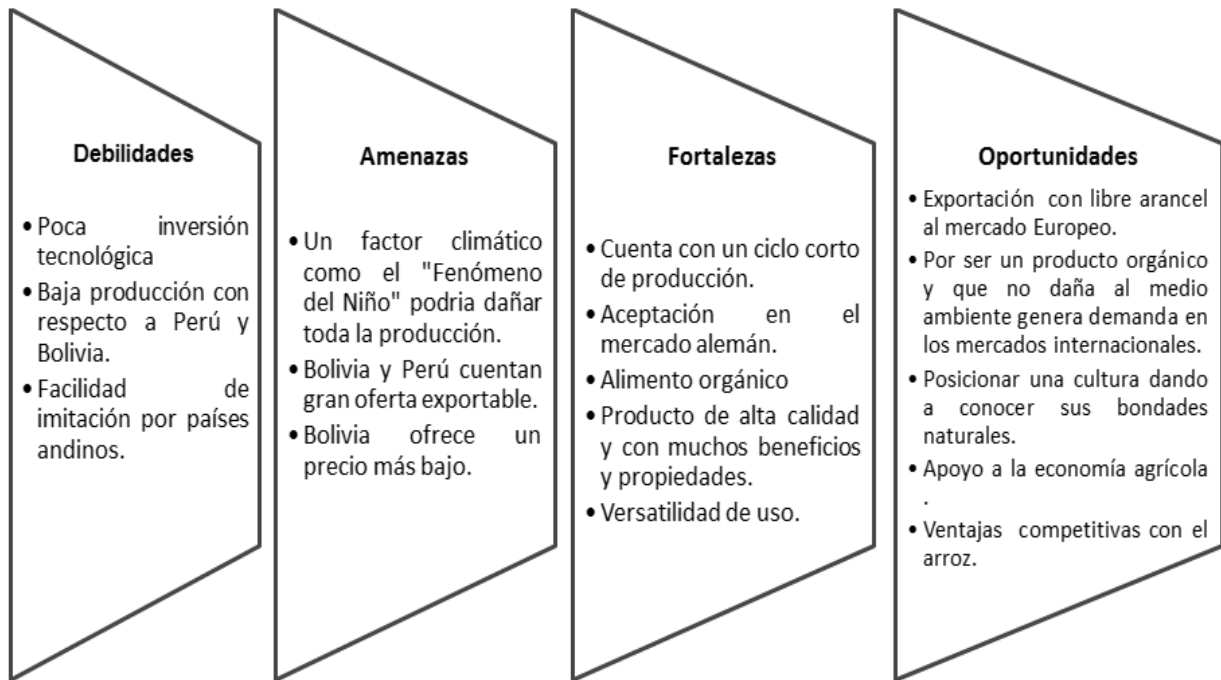 Debilidades
• Poca inversión
tecnológica
• Baja producción con
respecto a Perú y
Bolivia.
• Facilidad de
imitación por países
andinos.
Amenazas
• Un factor climático
como el "Fenómeno
del Niño" podria dañar
toda la producción.
• Bolivia y Perú cuentan
gran oferta exportable.
• Bolivia ofrece un
precio más bajo.
Fortalezas
• Cuenta con un ciclo corto
de producción.
• Aceptación en el
mercado alemán.
• Alimento orgánico
• Producto de alta calidad
y con muchos beneficios
y propiedades.
• Versatilidad de uso.
Oportunidades
• Exportación con libre arancel
al mercado Europeo.
• Por ser un producto orgánico
y que no daña al medio
ambiente genera demanda en
los mercados internacionales.
• Posicionar una cultura dando
a conocer sus bondades
naturales.
• Apoyo a la economía agrícola
.
• Ventajas competitivas con el
arroz.